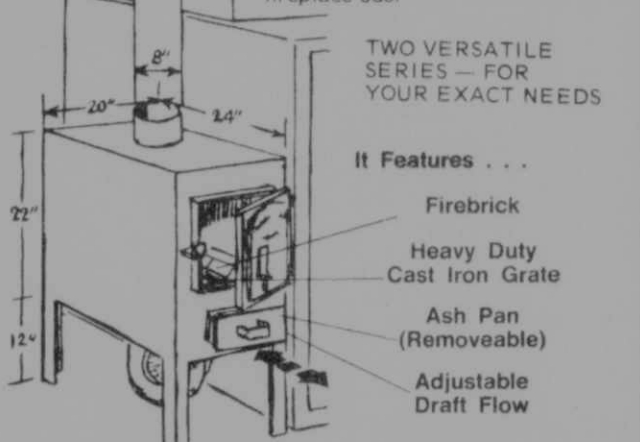 TWO VERSATILE
SERIES — FOR
YOUR EXACT NEEDS
8"
20"
24"
22"
12"
It Features . . .
Firebrick
Heavy Duty
Cast Iron Grate
Ash Pan
(Removeable)
Adjustable
Draft Flow